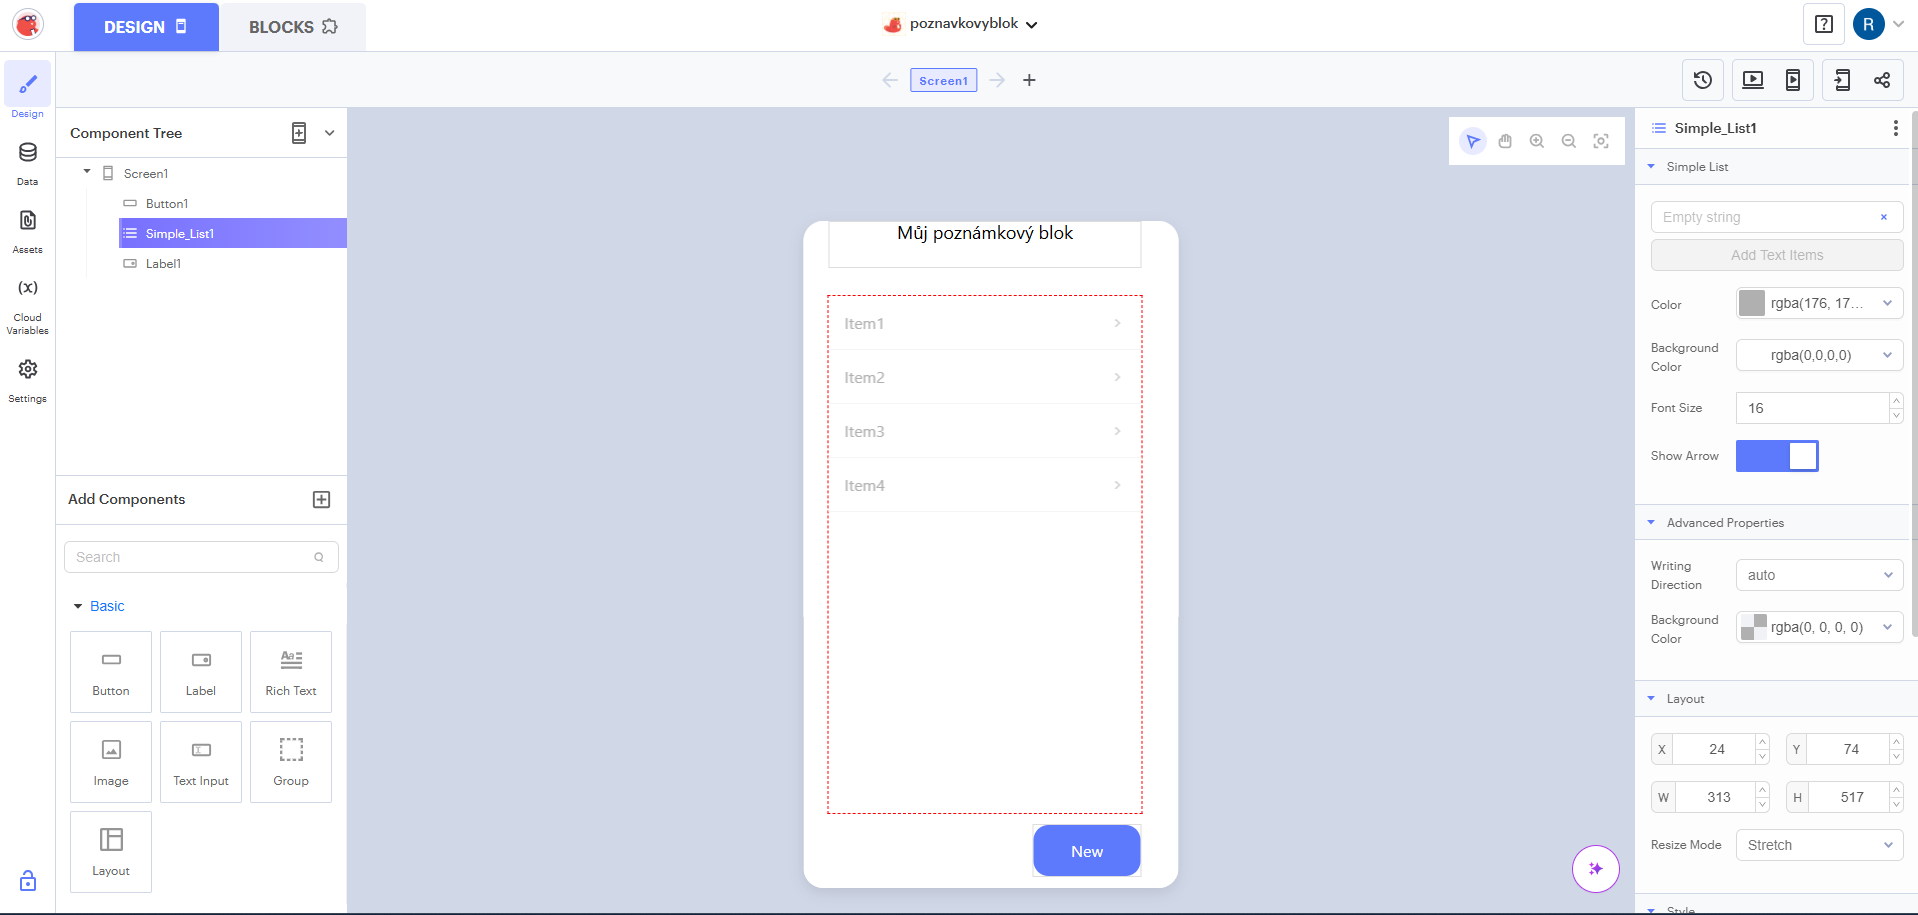 DESIGN
BLOCKS
poznavkovyblok
?
R
Screen1
Design
Data
Assets
(x)
Cloud
Variables
Settings
Component Tree
Screen1
Button1
Simple_List1
Label1
Add Components
Search
Basic
Button
Label
Rich Text
Image
Text Input
Group
Layout
Můj poznámkový blok
Item1
Item2
Item3
Item4
New
Simple_List1
Simple List
Empty string
Add Text Items
Color
rgba(176, 17...
Background
Color
rgba(0,0,0,0)
Font Size
16
Show Arrow
Advanced Properties
Writing
Direction
auto
Background
Color
rgba(0, 0, 0, 0)
Layout
X 24 Y 74
W 313 H 517
Resize Mode
Stretch
Style